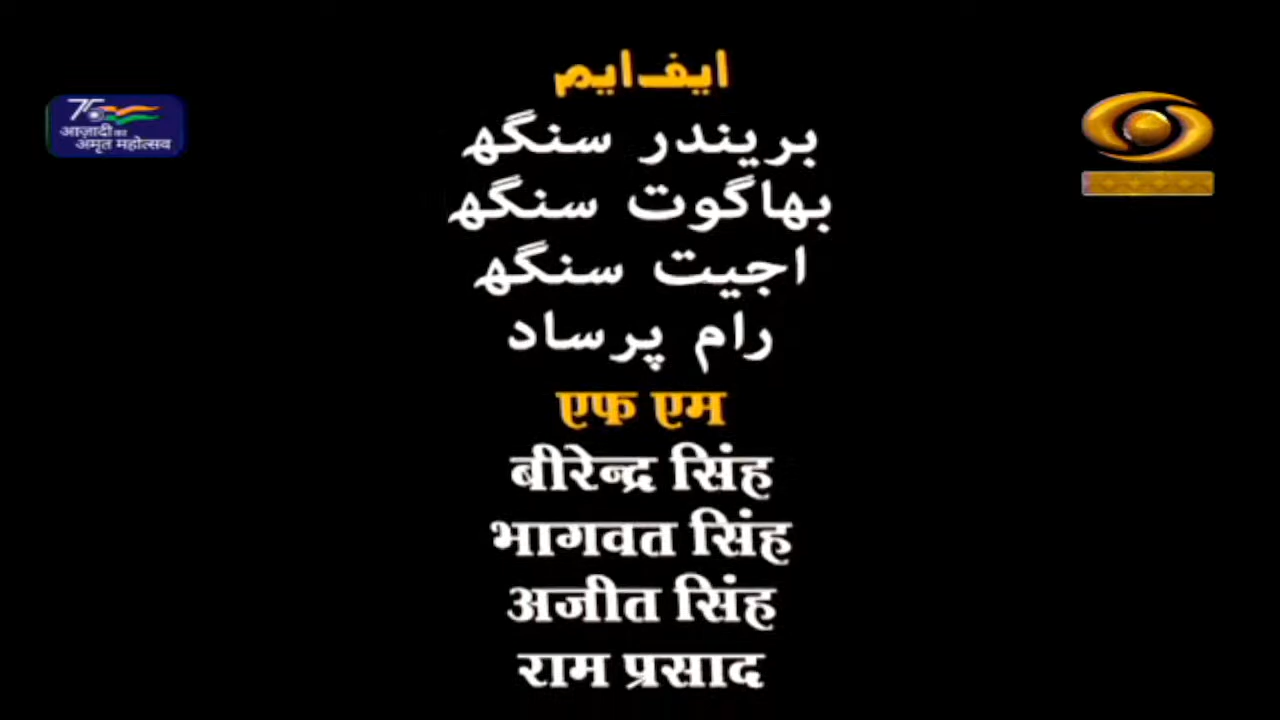 ایف ایم
بریندر سنگھ
بھاگوت سنگھ
اجیت سنگھ
رام پرساد
एफ एम
बीरेन्द्र सिंह
भागवत सिंह
अजीत सिंह
राम प्रसाद
75
आज़ादी का
अमृत महोत्सव